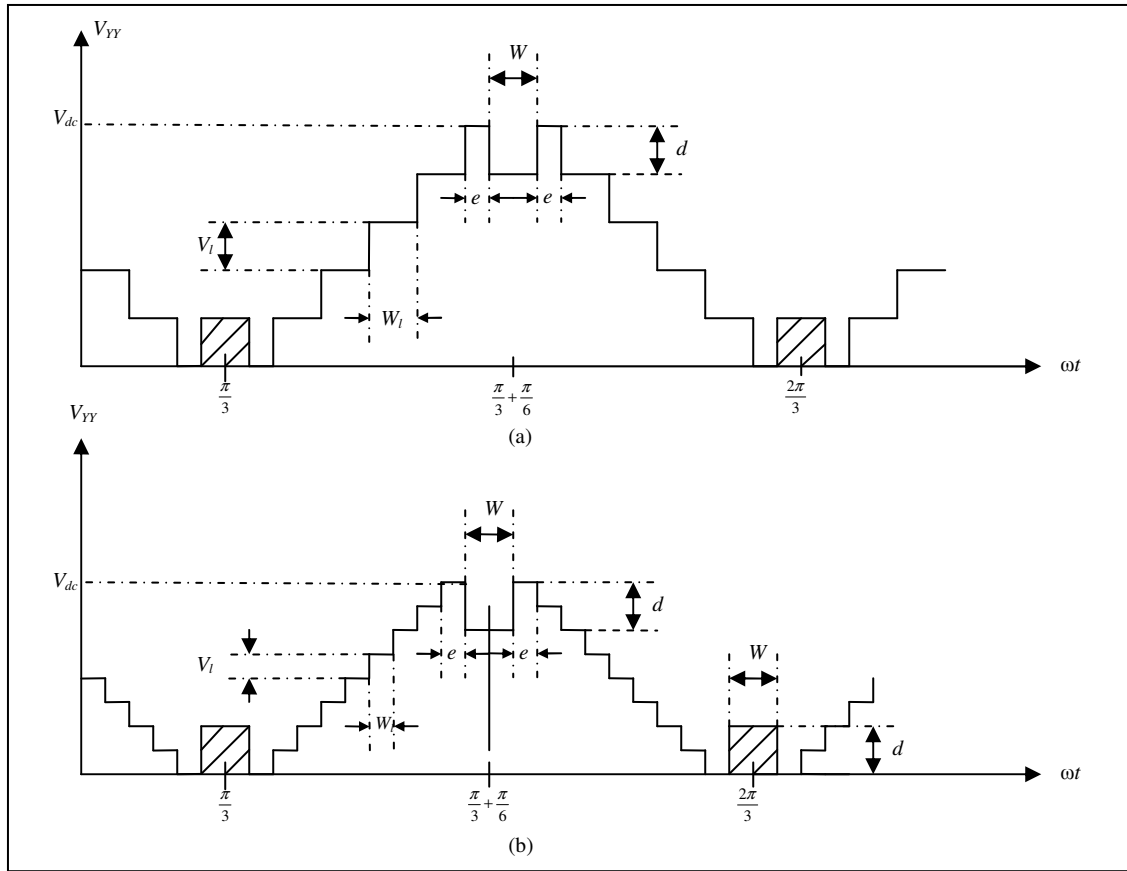 V_YY
W
V_dc
d
e e
V_l
W_l
ωt
π/3
π/3 + π/6
2π/3
(a)
V_YY
W
V_dc
d
e e
W
V_l
W_l
d
ωt
π/3
π/3 + π/6
2π/3
(b)